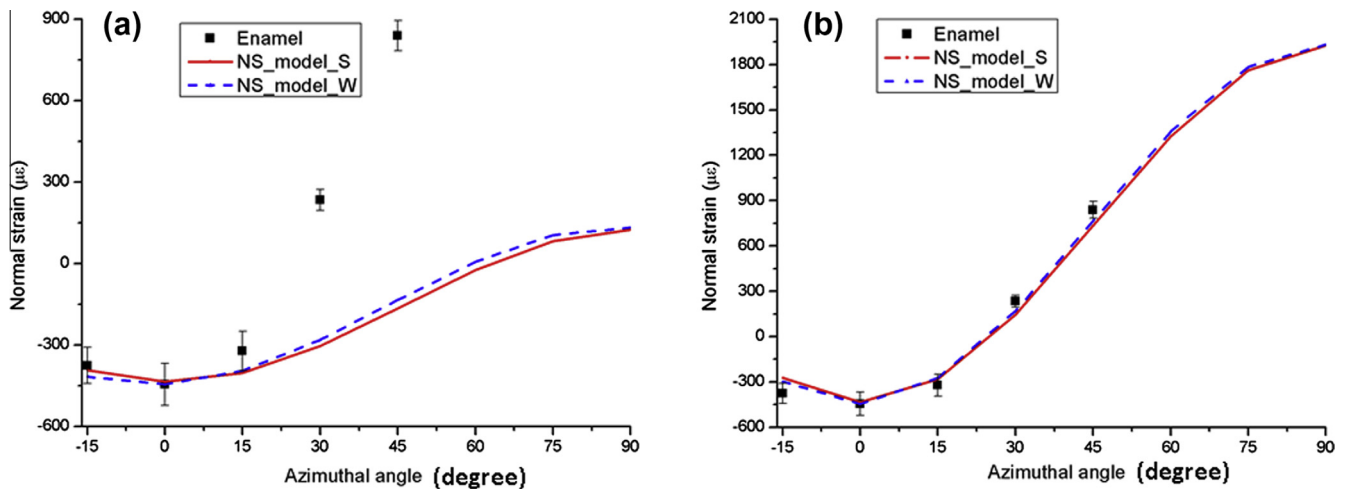 (a)
Enamel
NS_model_S
NS_model_W
900
600
300
0
-300
-600
Normal strain (µε)
-15 0 15 30 45 60 75 90
Azimuthal angle (degree)
(b)
Enamel
NS_model_S
NS_model_W
2100
1800
1500
1200
900
600
300
0
-300
-600
Normal strain (µε)
-15 0 15 30 45 60 75 90
Azimuthal angle (degree)